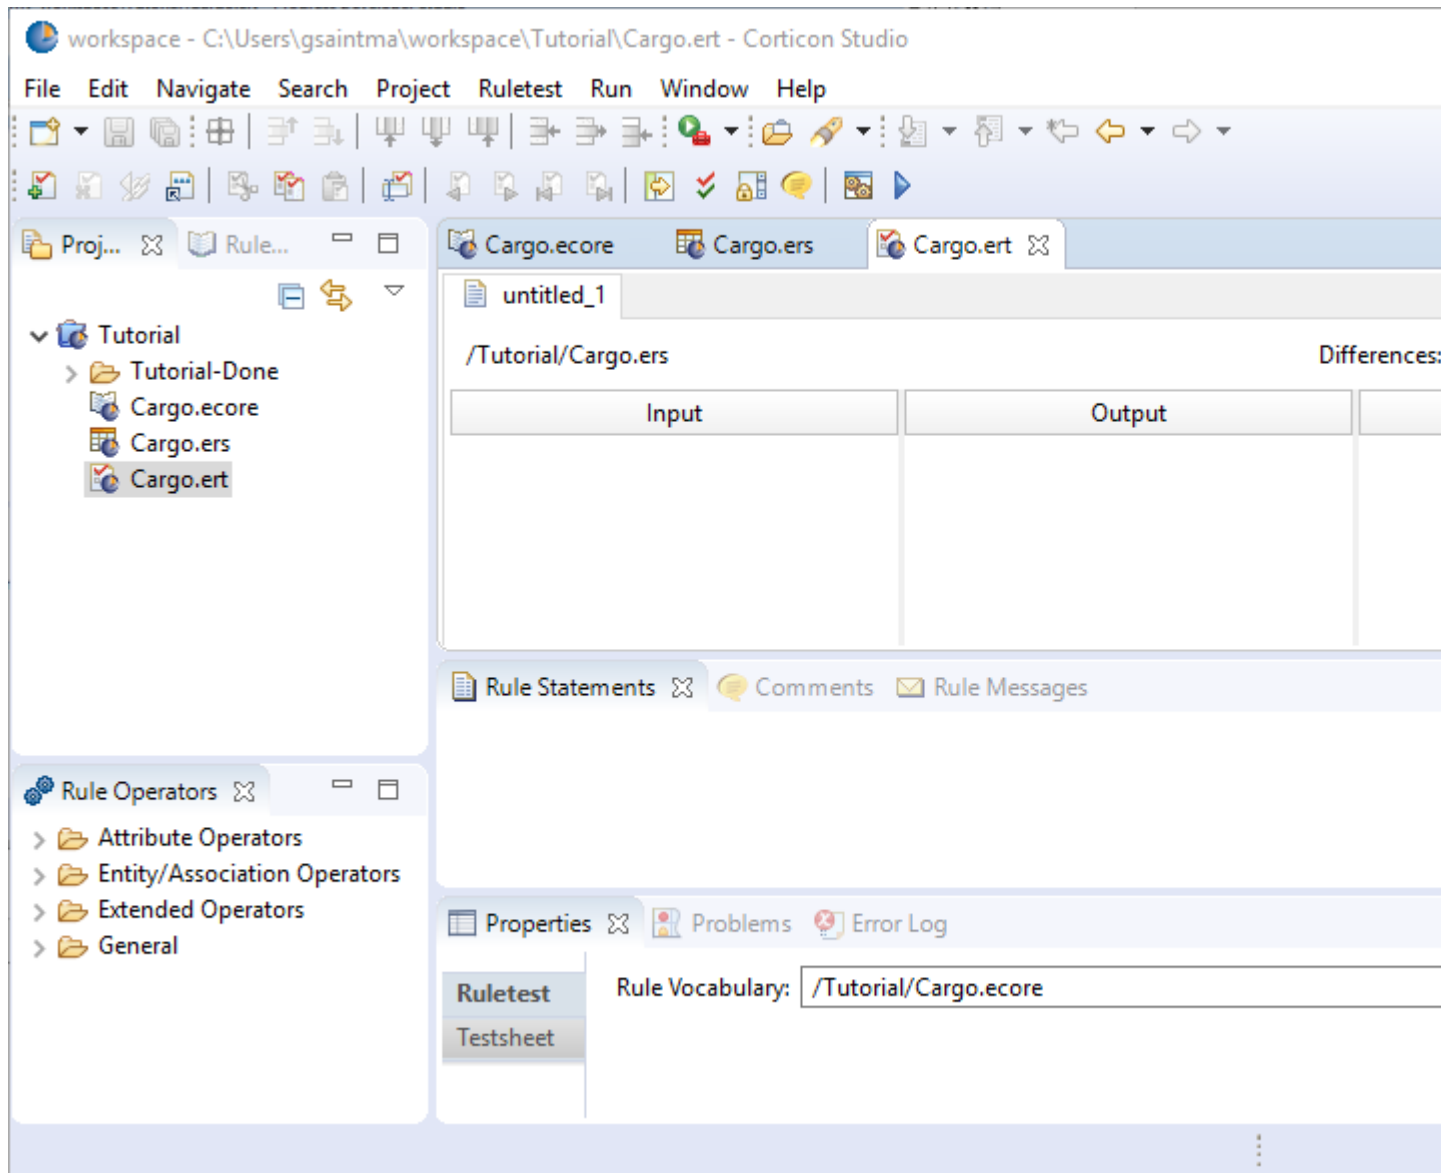 workspace - C:\Users\gsaintma\workspace\Tutorial\Cargo.ert - Corticon Studio
File Edit Navigate Search Project Ruletest Run Window Help
Proj... Rule...
Cargo.ecore Cargo.ers Cargo.ert
untitled_1
Tutorial
Tutorial-Done
Cargo.ecore
Cargo.ers
Cargo.ert
/Tutorial/Cargo.ers Differences:
Input Output
Rule Statements Comments Rule Messages
Rule Operators
Attribute Operators
Entity/Association Operators
Extended Operators
General
Properties Problems Error Log
Ruletest
Testsheet
Rule Vocabulary: /Tutorial/Cargo.ecore